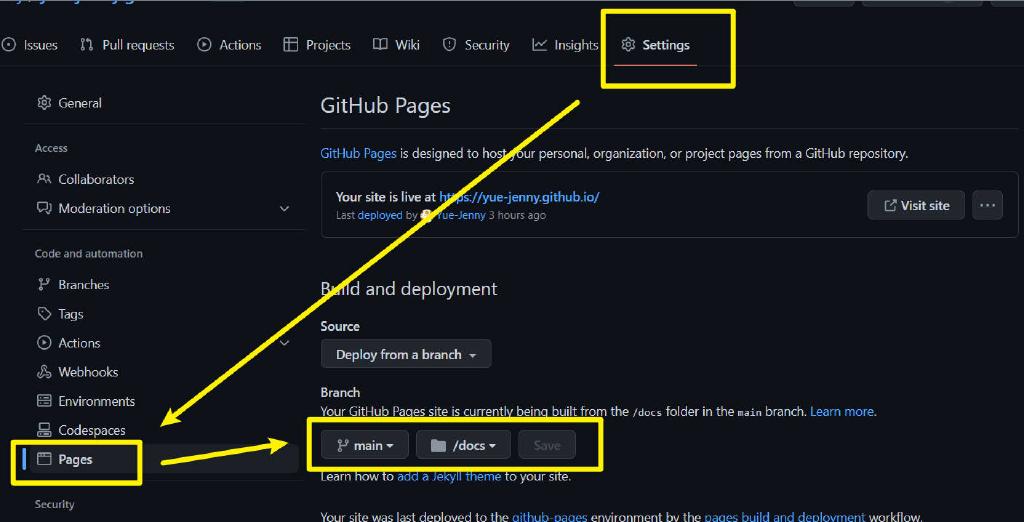 Issues Pull requests Actions Projects Wiki Security Insights Settings
General
Access
Collaborators
Moderation options
Code and automation
Branches
Tags
Actions
Webhooks
Environments
Codespaces
Pages
Security
GitHub Pages
GitHub Pages is designed to host your personal, organization, or project pages from a GitHub repository.
Your site is live at https://yue-jenny.github.io/
Last deployed by Yue-Jenny 3 hours ago
Visit site
Build and deployment
Source
Deploy from a branch
Branch
Your GitHub Pages site is currently being built from the /docs folder in the main branch. Learn more.
main /docs Save
Learn how to add a Jekyll theme to your site.
Your site was last deployed to the github-pages environment by the pages build and deployment workflow.